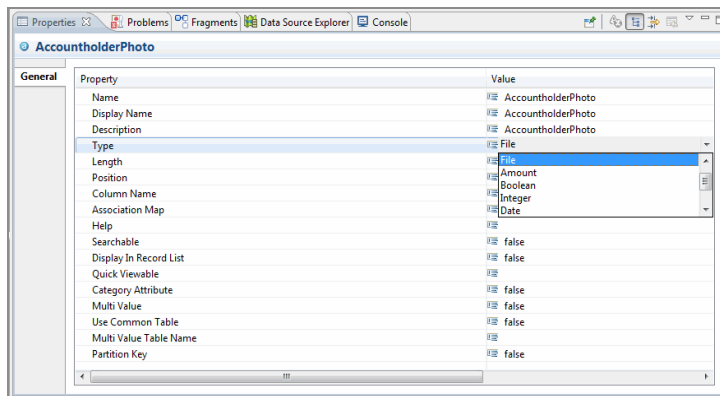 Properties Problems Fragments Data Source Explorer Console
AccountholderPhoto
General
Property Value
Name AccountholderPhoto
Display Name AccountholderPhoto
Description AccountholderPhoto
Type File
Length File
Position Amount
Boolean
Column Name Integer
Association Map Date
Help
Searchable false
Display In Record List false
Quick Viewable
Category Attribute false
Multi Value false
Use Common Table false
Multi Value Table Name
Partition Key false